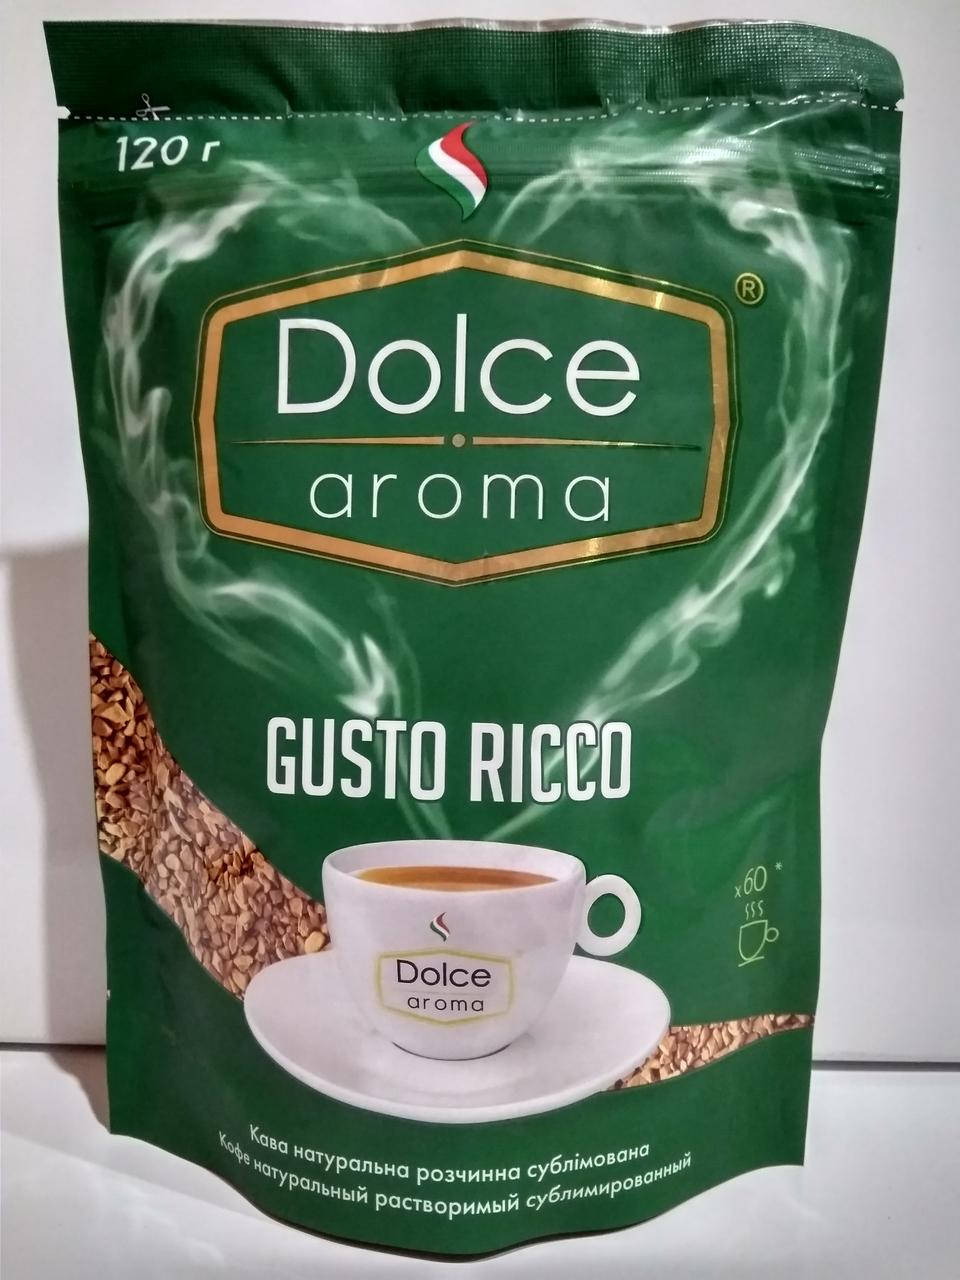 120 г
Dolce
®
aroma
GUSTO RICCO
x60 *
Dolce
aroma
Кава натуральна розчинна сублімована
Кофе натуральный растворимый сублимированный